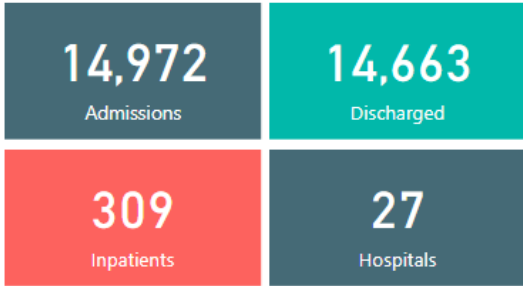 14,972
Admissions
14,663
Discharged
309
Inpatients
27
Hospitals